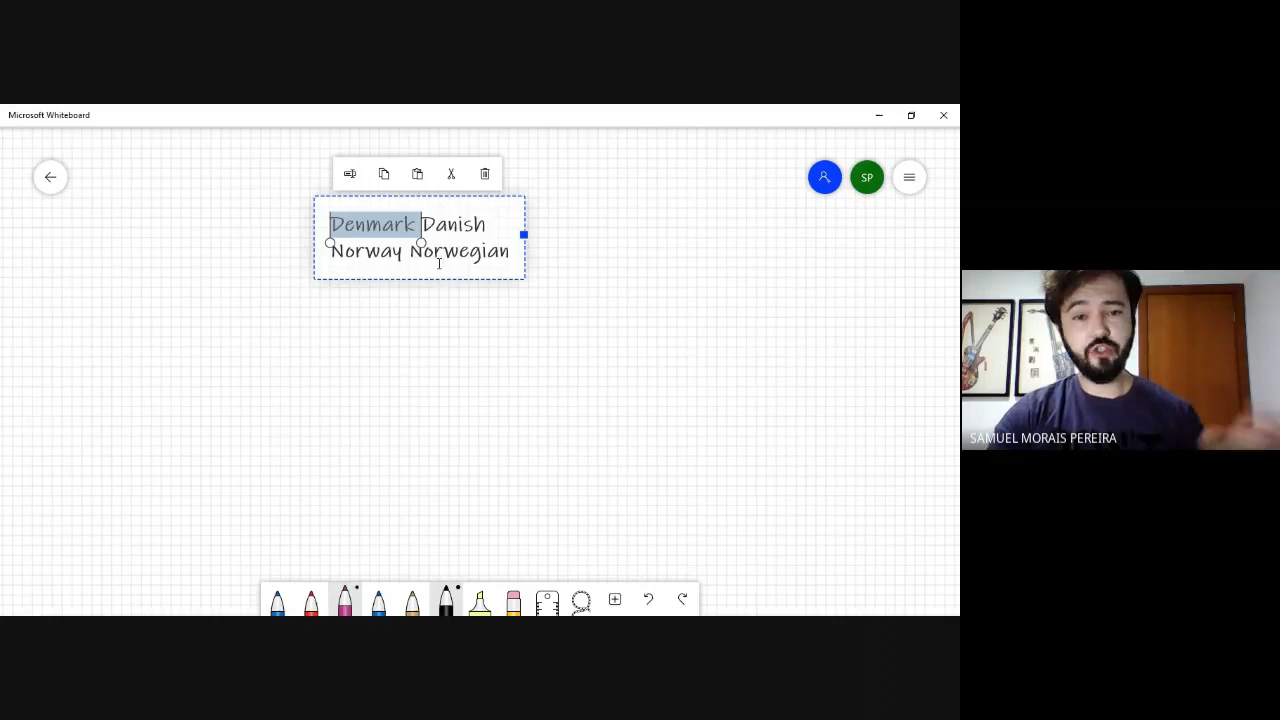 Microsoft Whiteboard
SP
Denmark Danish
Norway Norwegian
SAMUEL MORAIS PEREIRA